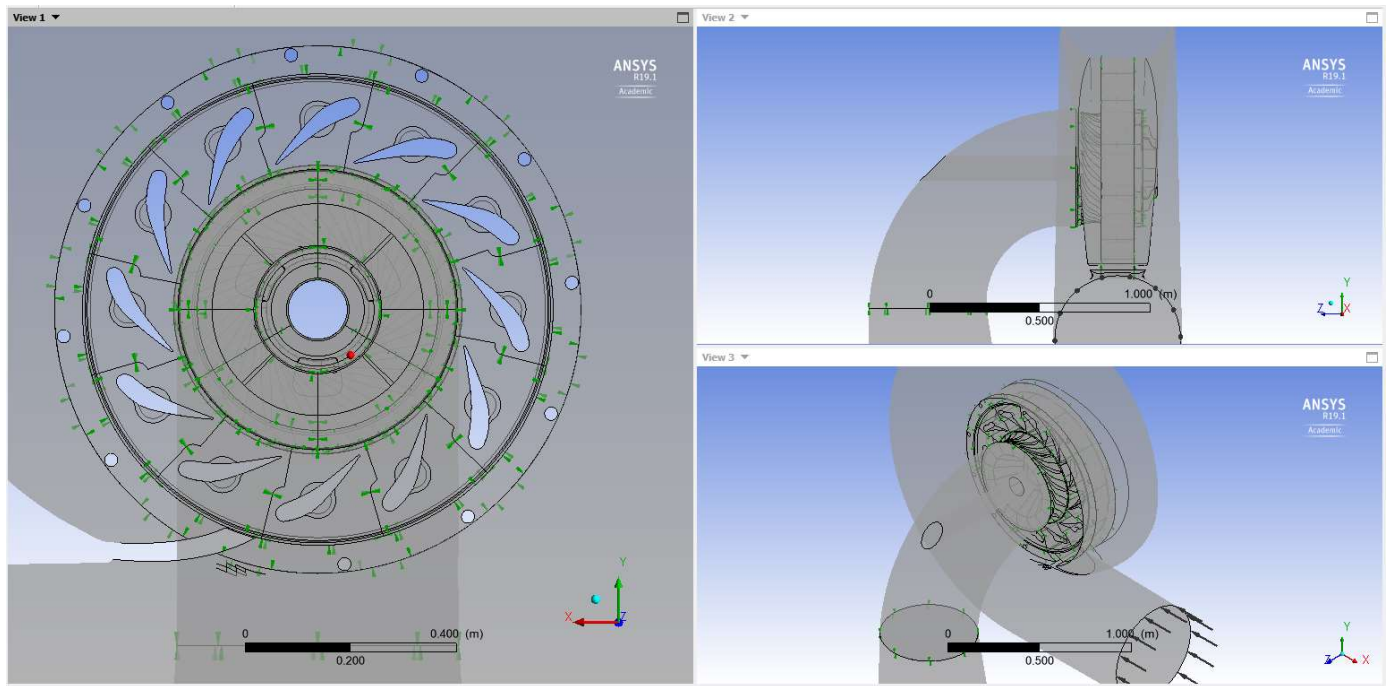 View 1
ANSYS
R19.1
Academic
Y
X
Z
0
0.400 (m)
0.200
View 2
ANSYS
R19.1
Academic
0
1.000 (m)
0.500
Y
Z
X
View 3
ANSYS
R19.1
Academic
0
1.000 (m)
0.500
Y
Z
X